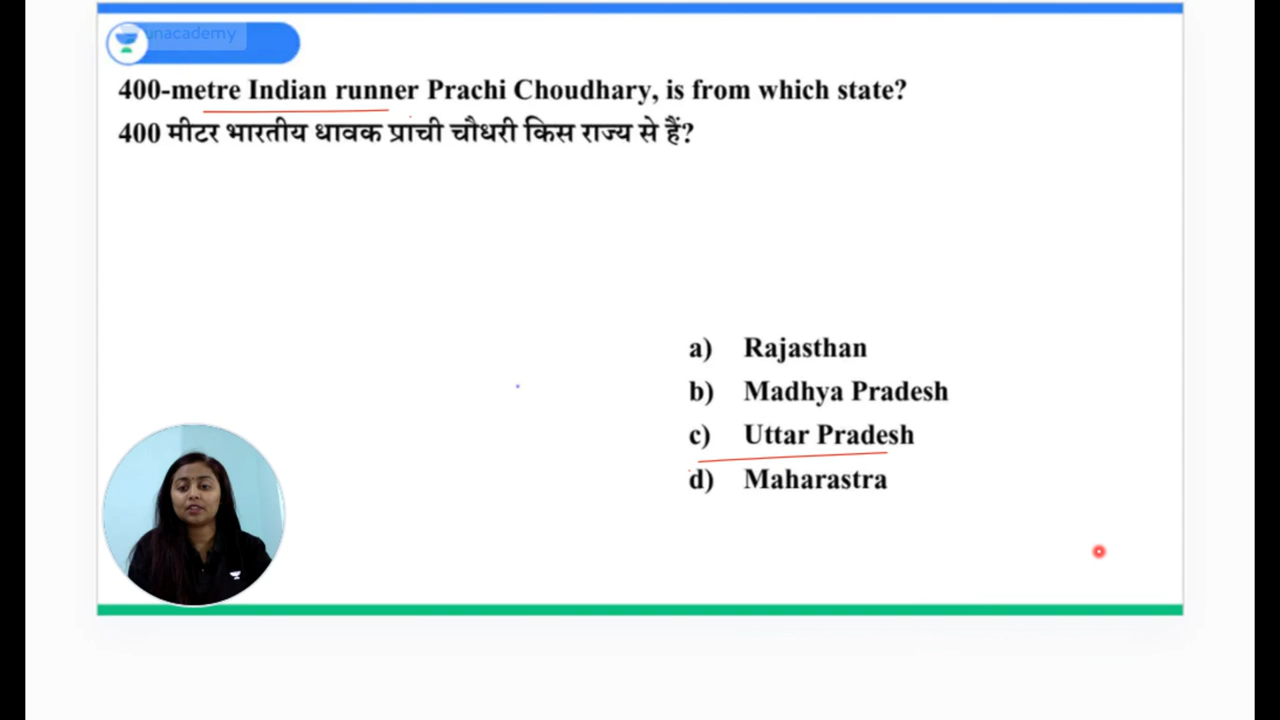 unacademy
400-metre Indian runner Prachi Choudhary, is from which state?
400 मीटर भारतीय धावक प्राची चौधरी किस राज्य से हैं?
a) Rajasthan
b) Madhya Pradesh
c) Uttar Pradesh
d) Maharastra